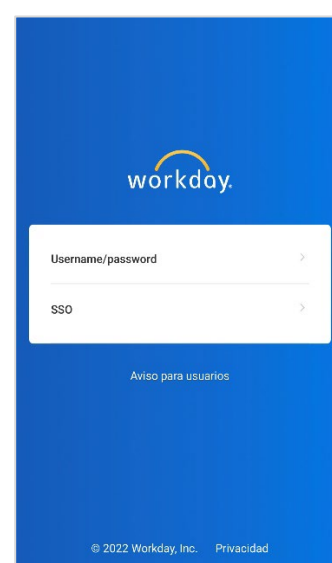 workday.
Username/password
SSO
Aviso para usuarios
© 2022 Workday, Inc. Privacidad